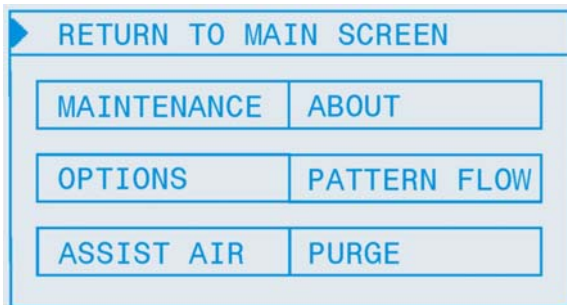 RETURN TO MAIN SCREEN
MAINTENANCE ABOUT
OPTIONS PATTERN FLOW
ASSIST AIR PURGE